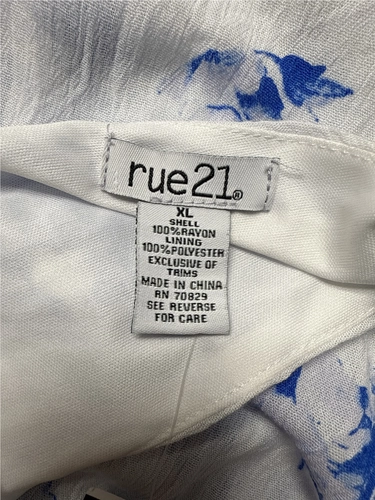 rue21®
XL
SHELL
100%RAYON
LINING
100%POLYESTER
EXCLUSIVE OF
TRIMS
MADE IN CHINA
RN 70829
SEE REVERSE
FOR CARE